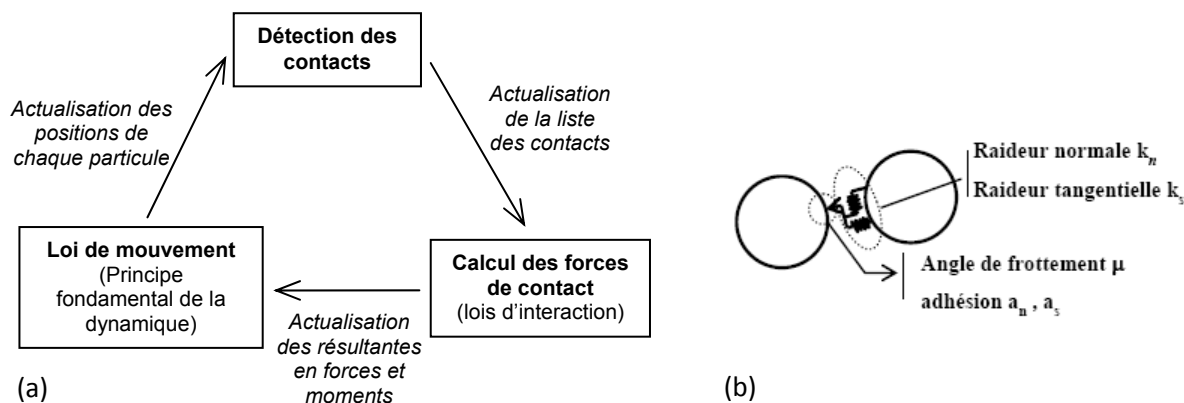 Détection des
contacts
Actualisation des
positions de
chaque particule
Actualisation
de la liste
des contacts
Loi de mouvement
(Principe
fondamental de la
dynamique)
Calcul des forces
de contact
(lois d'interaction)
Actualisation
des résultantes
en forces et
moments
(a)
Raideur normale kn
Raideur tangentielle ks
Angle de frottement μ
adhésion an , as
(b)